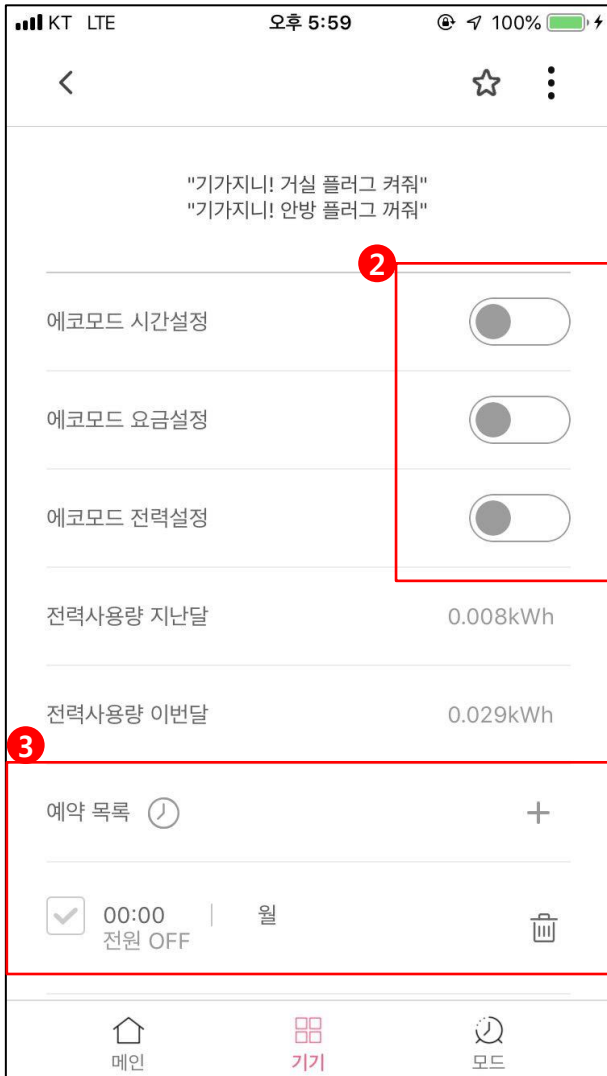 KT LTE 오후 5:59 100%
"기가지니! 거실 플러그 켜줘"
"기가지니! 안방 플러그 꺼줘"
2
에코모드 시간설정
에코모드 요금설정
에코모드 전력설정
전력사용량 지난달 0.008kWh
전력사용량 이번달 0.029kWh
3
예약 목록
00:00 월
전원 OFF
메인 기기 모드